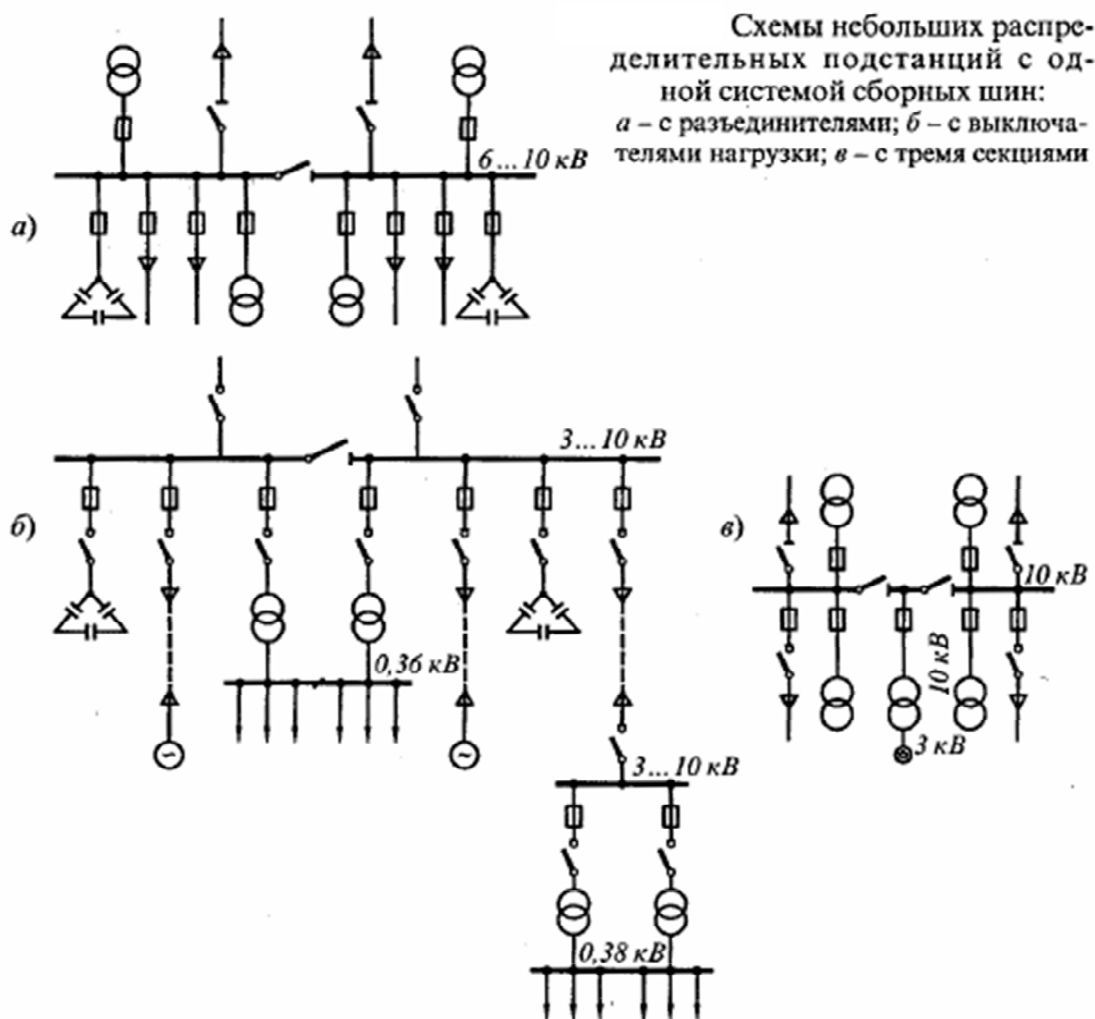 Схемы небольших распре-
делительных подстанций с од-
ной системой сборных шин:
а – с разъединителями; б – с выключа-
телями нагрузки; в – с тремя секциями
6... 10 кВ
а)
3... 10 кВ
б)
в)
10 кВ
0,36 кВ
10 кВ
3 кВ
3... 10 кВ
0,38 кВ
~
~